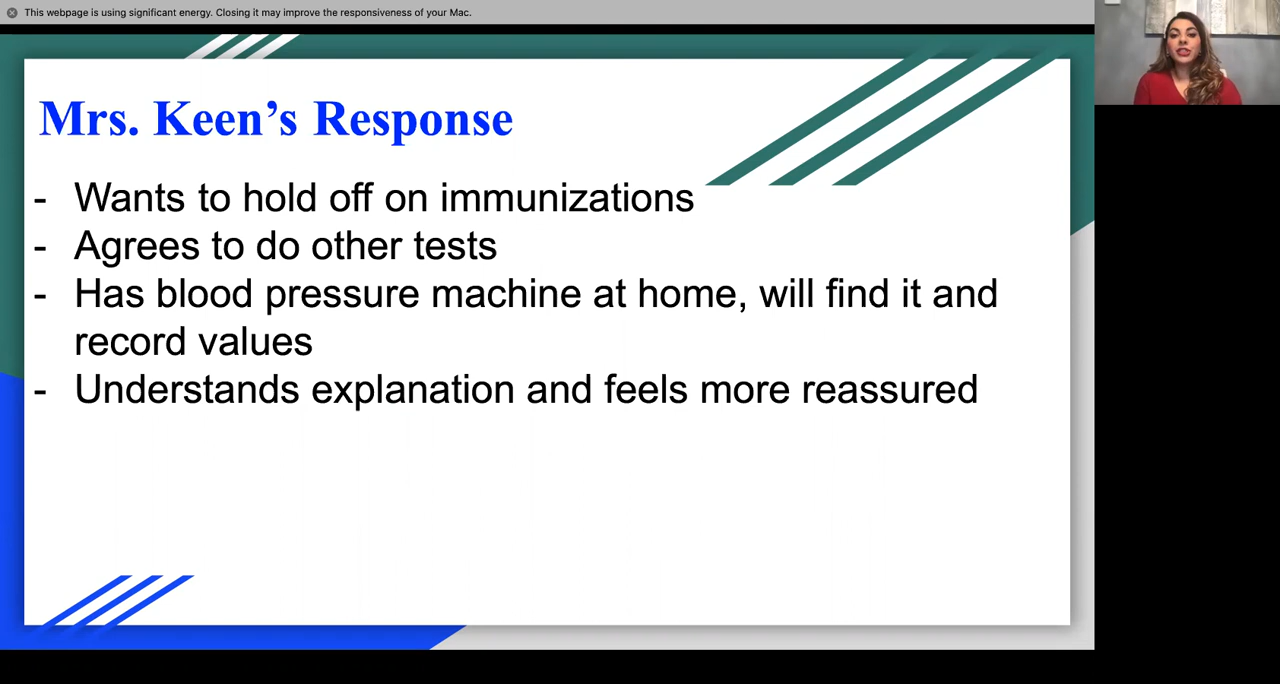 This webpage is using significant energy. Closing it may improve the responsiveness of your Mac.
Mrs. Keen’s Response
- Wants to hold off on immunizations
- Agrees to do other tests
- Has blood pressure machine at home, will find it and
record values
- Understands explanation and feels more reassured